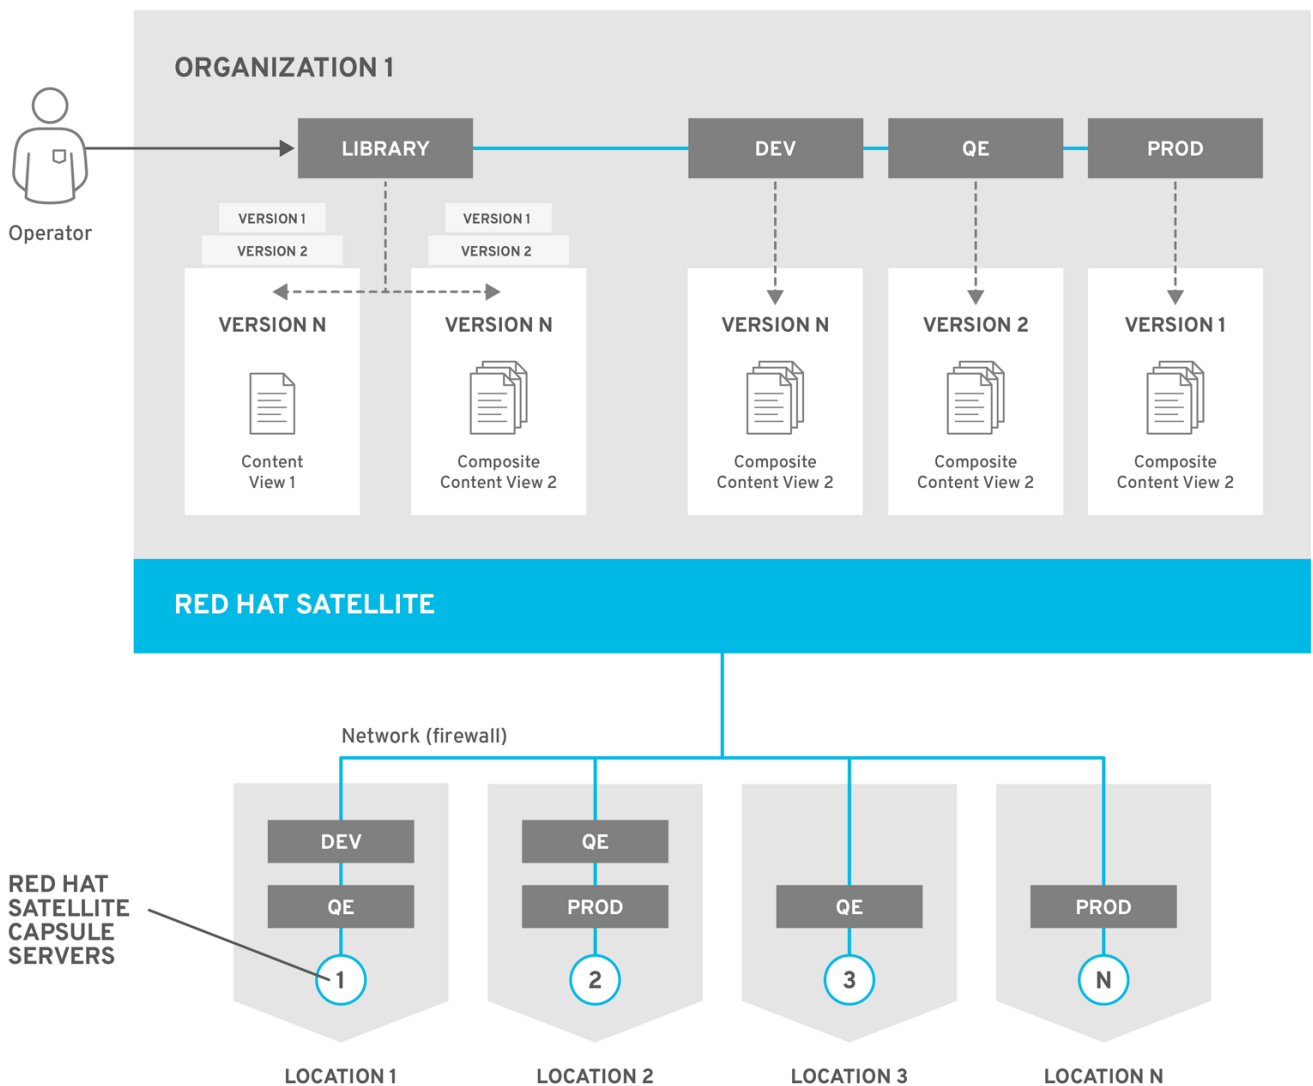 ORGANIZATION 1
LIBRARY
DEV
QE
PROD
Operator
VERSION 1
VERSION 2
VERSION 1
VERSION 2
VERSION N
Content
View 1
VERSION N
Composite
Content View 2
VERSION N
Composite
Content View 2
VERSION 2
Composite
Content View 2
VERSION 1
Composite
Content View 2
RED HAT SATELLITE
Network (firewall)
DEV
QE
1
QE
PROD
2
QE
3
PROD
N
RED HAT
SATELLITE
CAPSULE
SERVERS
LOCATION 1
LOCATION 2
LOCATION 3
LOCATION N